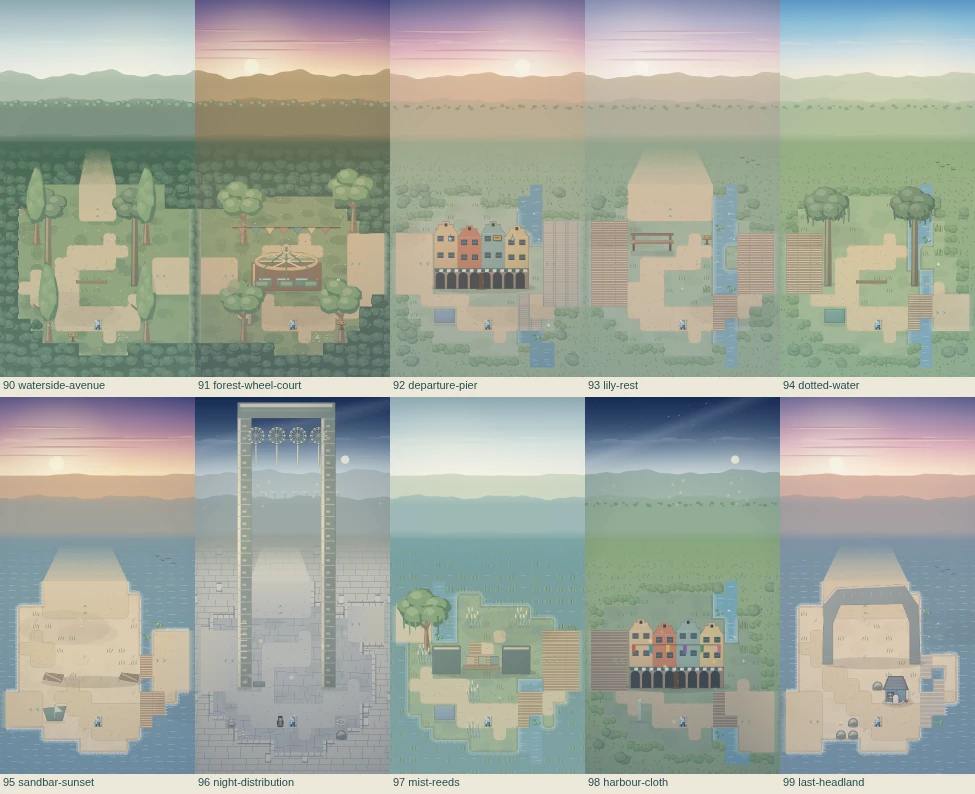 90 waterside-avenue
91 forest-wheel-court
92 departure-pier
93 lily-rest
94 dotted-water
95 sandbar-sunset
96 night-distribution
97 mist-reeds
98 harbour-cloth
99 last-headland